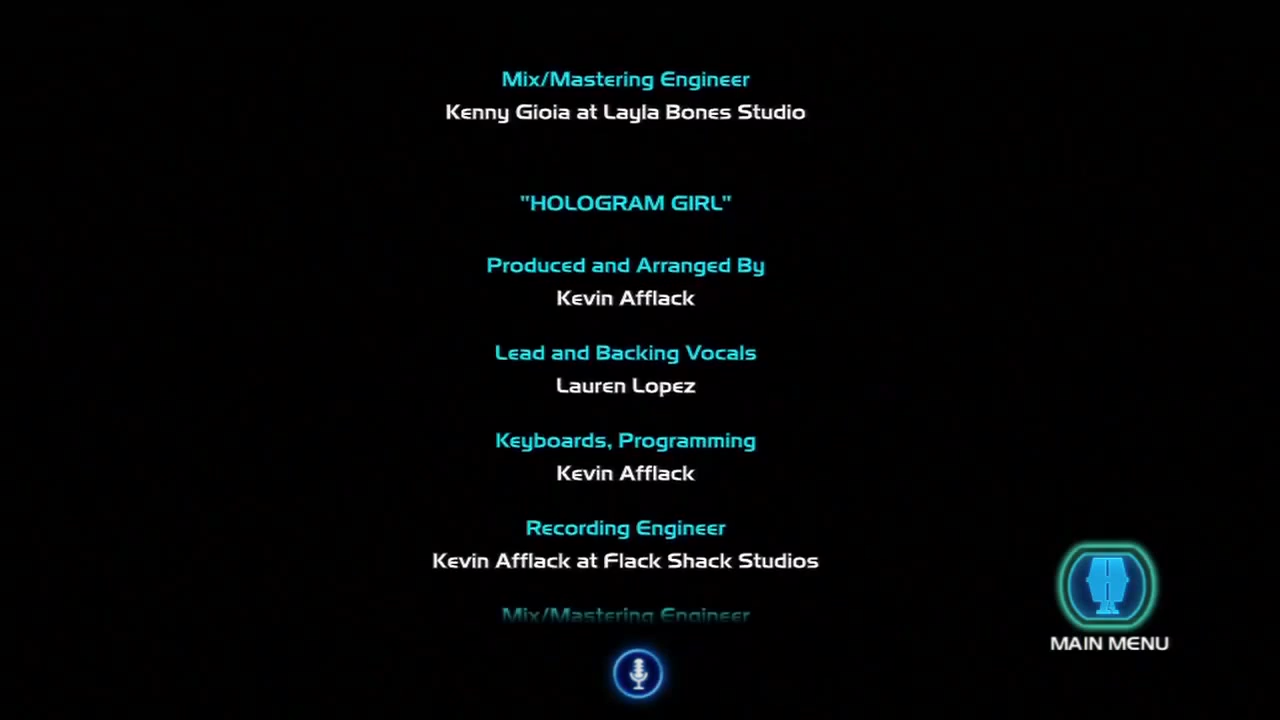 Mix/Mastering Engineer
Kenny Gioia at Layla Bones Studio
"HOLOGRAM GIRL"
Produced and Arranged By
Kevin Afflack
Lead and Backing Vocals
Lauren Lopez
Keyboards, Programming
Kevin Afflack
Recording Engineer
Kevin Afflack at Flack Shack Studios
Mix/Mastering Engineer
MAIN MENU